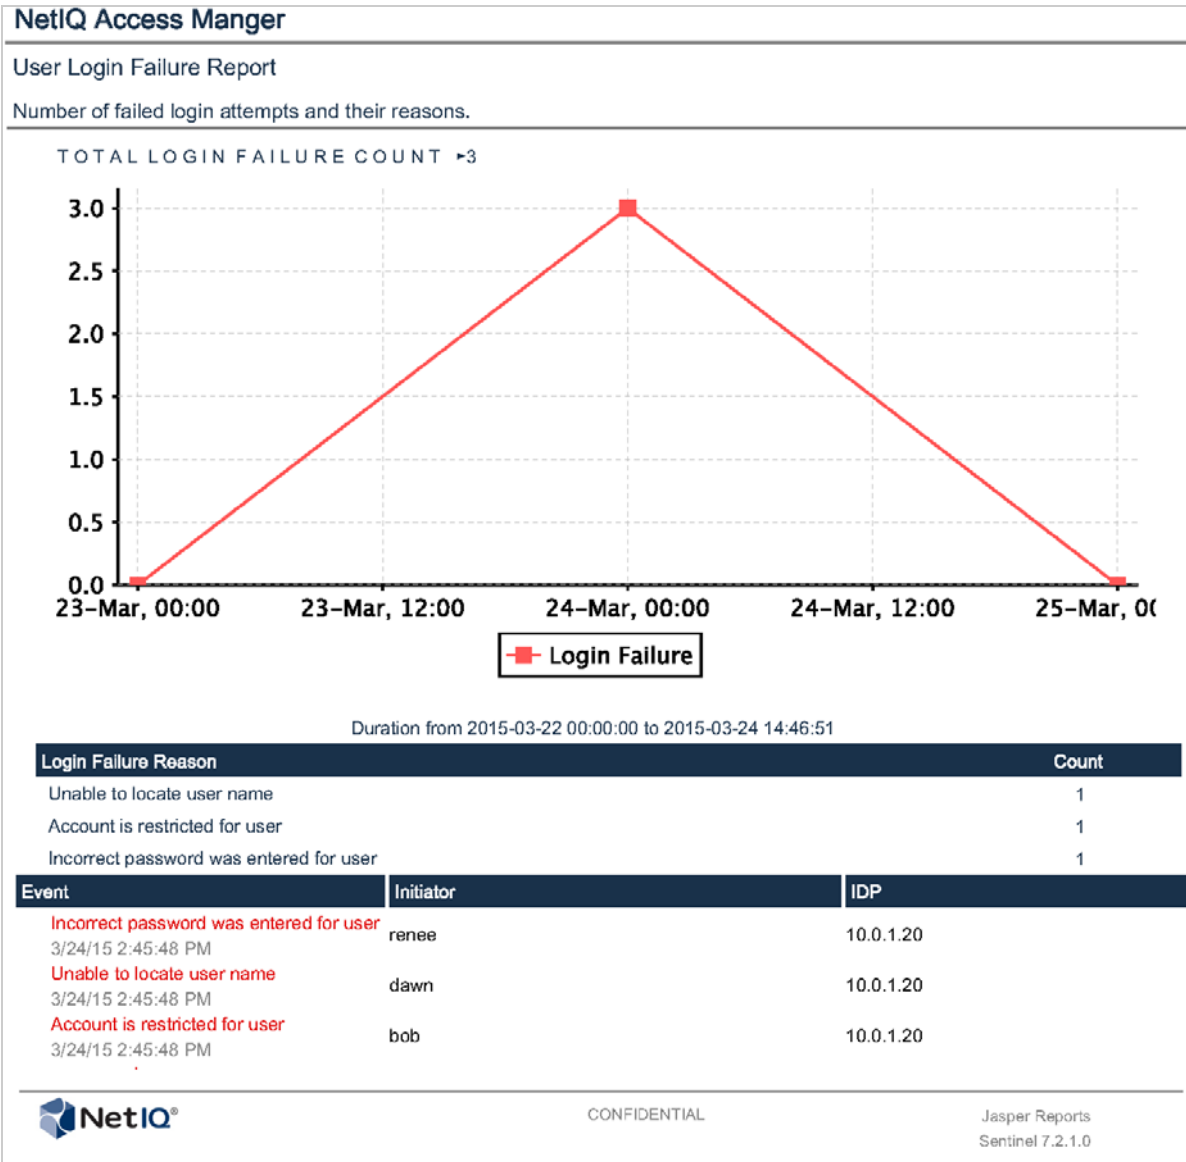 NetIQ Access Manger
User Login Failure Report
Number of failed login attempts and their reasons.
TOTAL LOGIN FAILURE COUNT ►3
3.0
2.5
2.0
1.5
1.0
0.5
0.0
23-Mar, 00:00 23-Mar, 12:00 24-Mar, 00:00 24-Mar, 12:00 25-Mar, 0(
Login Failure
Duration from 2015-03-22 00:00:00 to 2015-03-24 14:46:51
Login Failure Reason Count
Unable to locate user name 1
Account is restricted for user 1
Incorrect password was entered for user 1
Event Initiator IDP
Incorrect password was entered for user
3/24/15 2:45:48 PM renee 10.0.1.20
Unable to locate user name
3/24/15 2:45:48 PM dawn 10.0.1.20
Account is restricted for user
3/24/15 2:45:48 PM bob 10.0.1.20
NetIQ® CONFIDENTIAL Jasper Reports
Sentinel 7.2.1.0